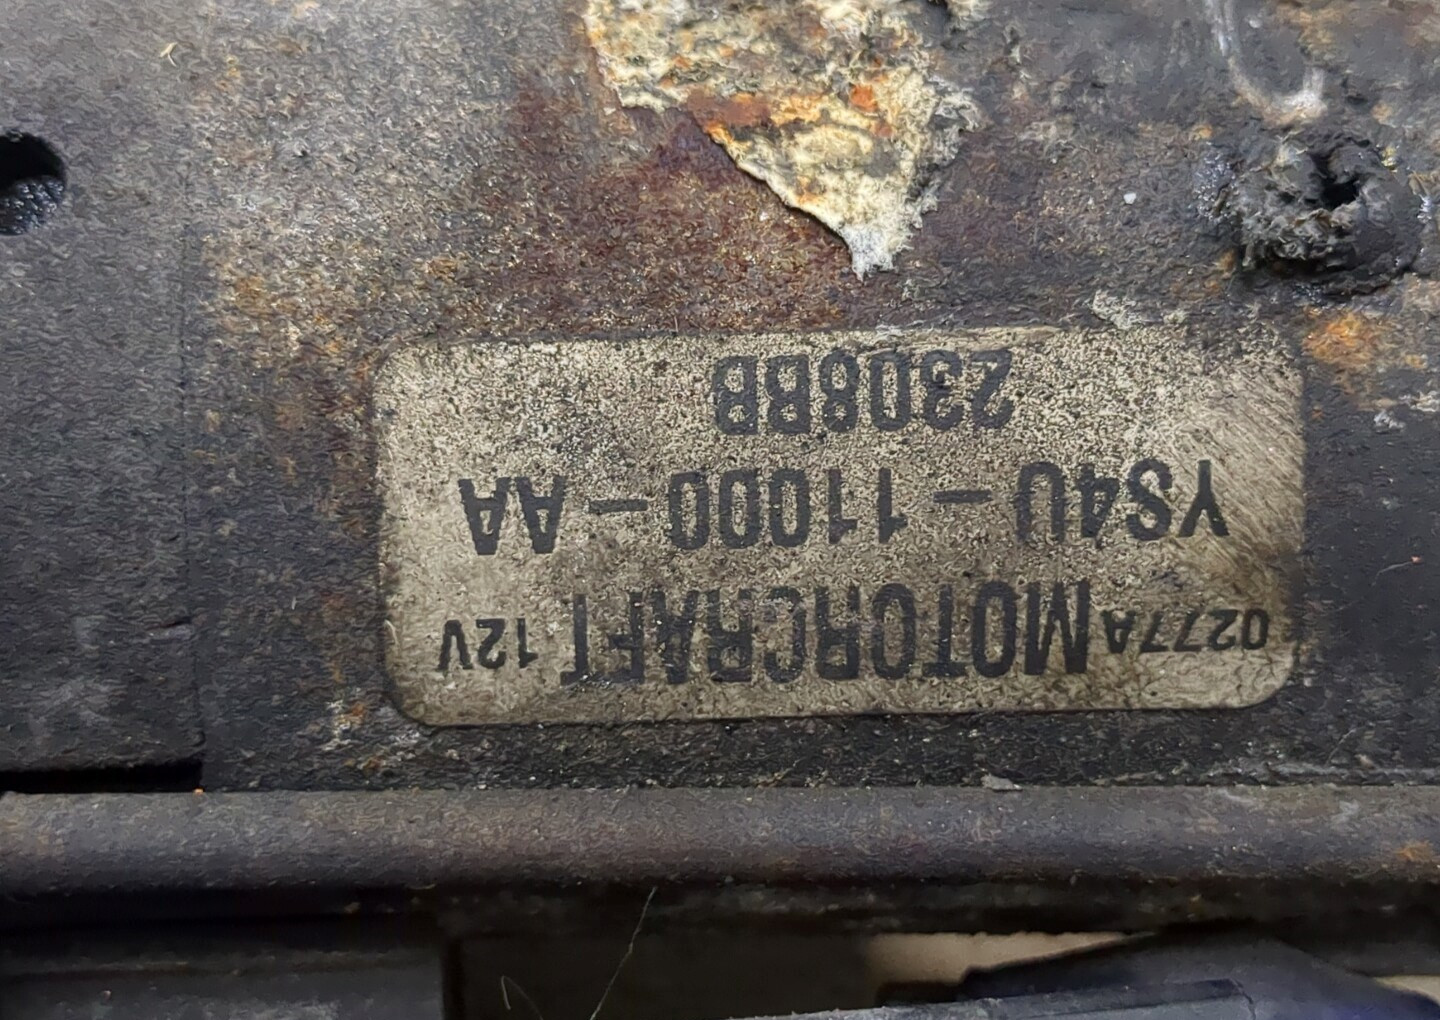 0277A MOTORCRAFT 12V
YS4U-11000-AA
2308BB